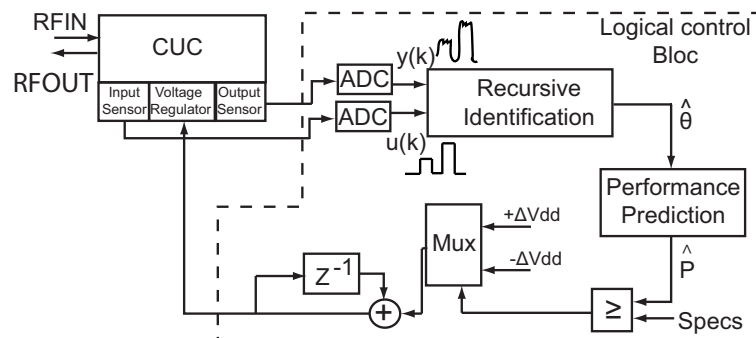 RFIN
RFOUT
CUC
Input
Sensor
Voltage
Regulator
Output
Sensor
ADC
ADC
y(k)
u(k)
Recursive
Identification
Logical control
Bloc
θ̂
Performance
Prediction
P̂
≥
Specs
Mux
+ΔVdd
-ΔVdd
Z⁻¹
+